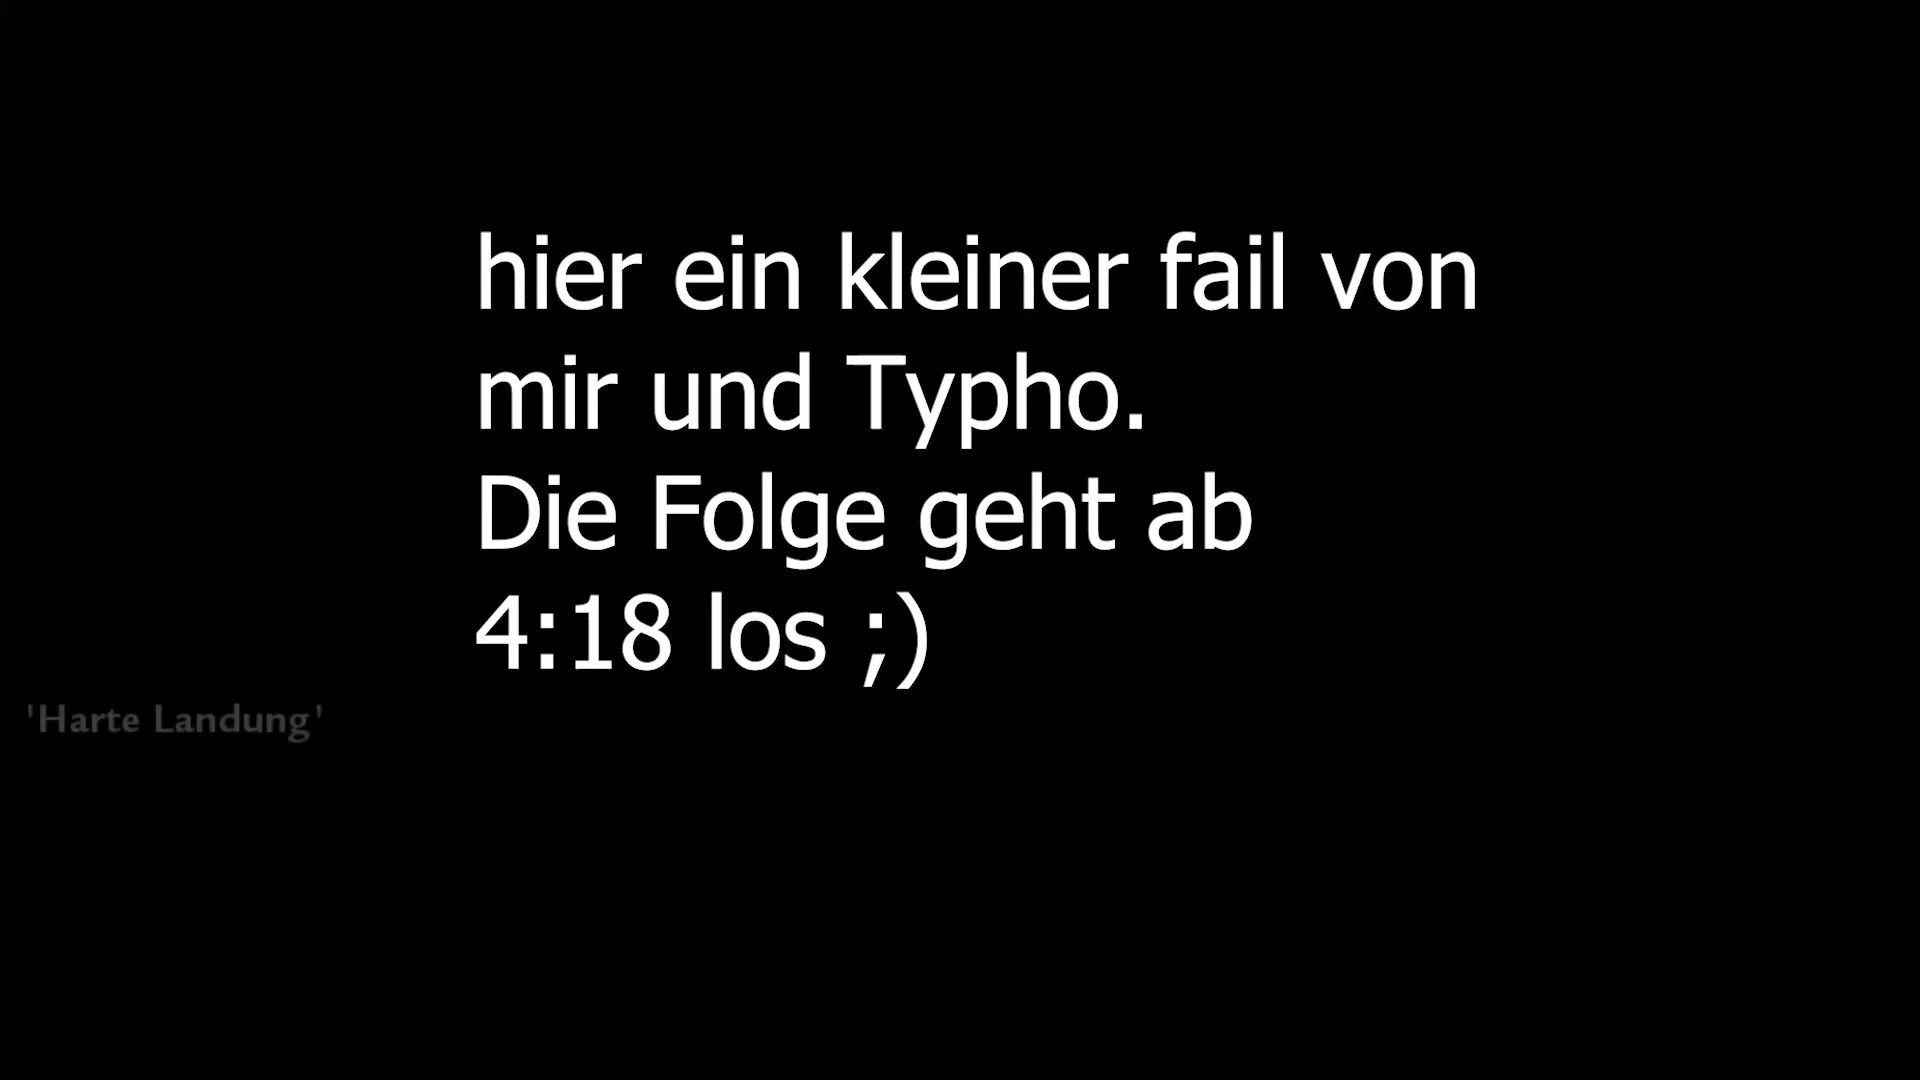 hier ein kleiner fail von
mir und Typho.
Die Folge geht ab
4:18 los ;)
'Harte Landung'